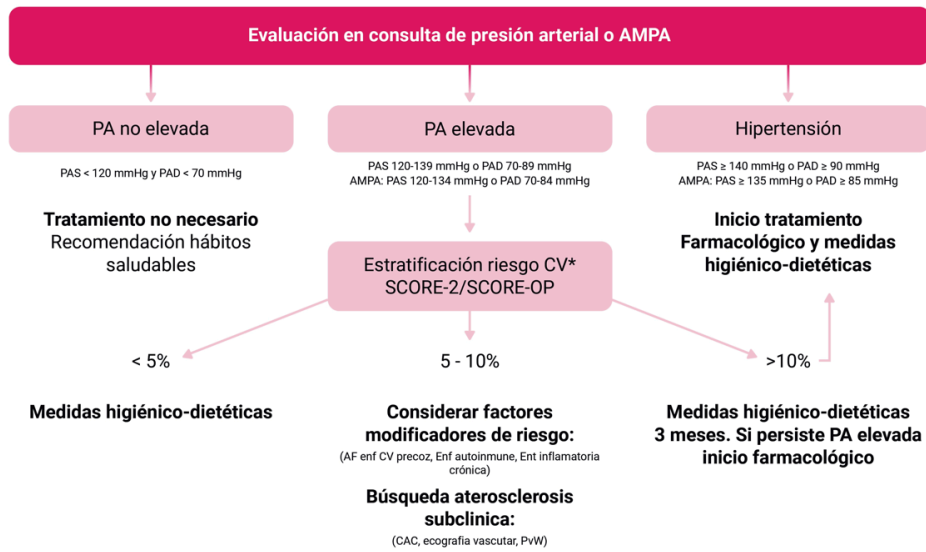 Evaluación en consulta de presión arterial o AMPA
PA no elevada
PAS < 120 mmHg y PAD < 70 mmHg
Tratamiento no necesario
Recomendación hábitos
saludables
PA elevada
PAS 120-139 mmHg o PAD 70-89 mmHg
AMPA: PAS 120-134 mmHg o PAD 70-84 mmHg
Hipertensión
PAS ≥ 140 mmHg o PAD ≥ 90 mmHg
AMPA: PAS ≥ 135 mmHg o PAD ≥ 85 mmHg
Inicio tratamiento
Farmacológico y medidas
higiénico-dietéticas
Estratificación riesgo CV*
SCORE-2/SCORE-OP
< 5%
Medidas higiénico-dietéticas
5 - 10%
Considerar factores
modificadores de riesgo:
(AF enf CV precoz, Enf autoinmune, Ent inflamatoria
crónica)
Búsqueda aterosclerosis
subclinica:
(CAC, ecografia vascutar, PvW)
>10%
Medidas higiénico-dietéticas
3 meses. Si persiste PA elevada
inicio farmacológico